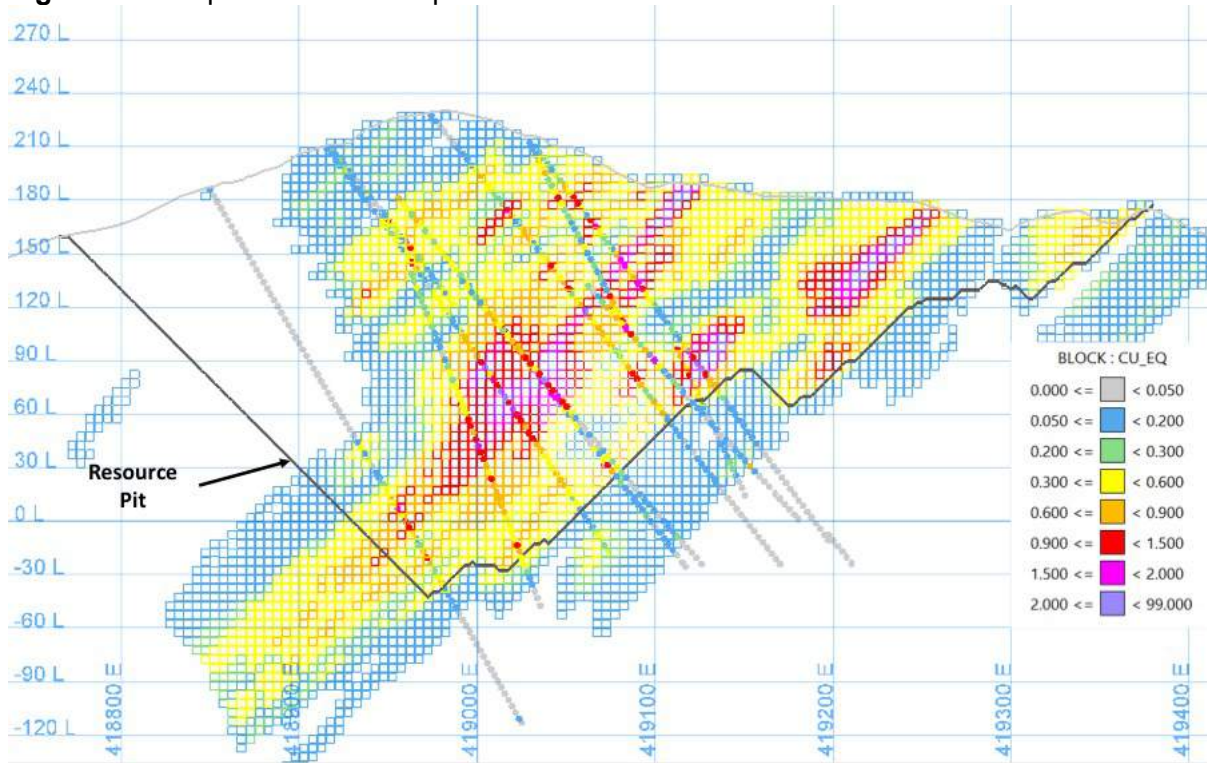 270 L
240 L
210 L
180 L
150 L
120 L
90 L
60 L
30 L
0 L
-30 L
-60 L
-90 L
-120 L
Resource
Pit
418800 E
419000 E
419100 E
419200 E
419300 E
419400 E
BLOCK : CU_EQ
0.000 <= < 0.050
0.050 <= < 0.200
0.200 <= < 0.300
0.300 <= < 0.600
0.600 <= < 0.900
0.900 <= < 1.500
1.500 <= < 2.000
2.000 <= < 99.000